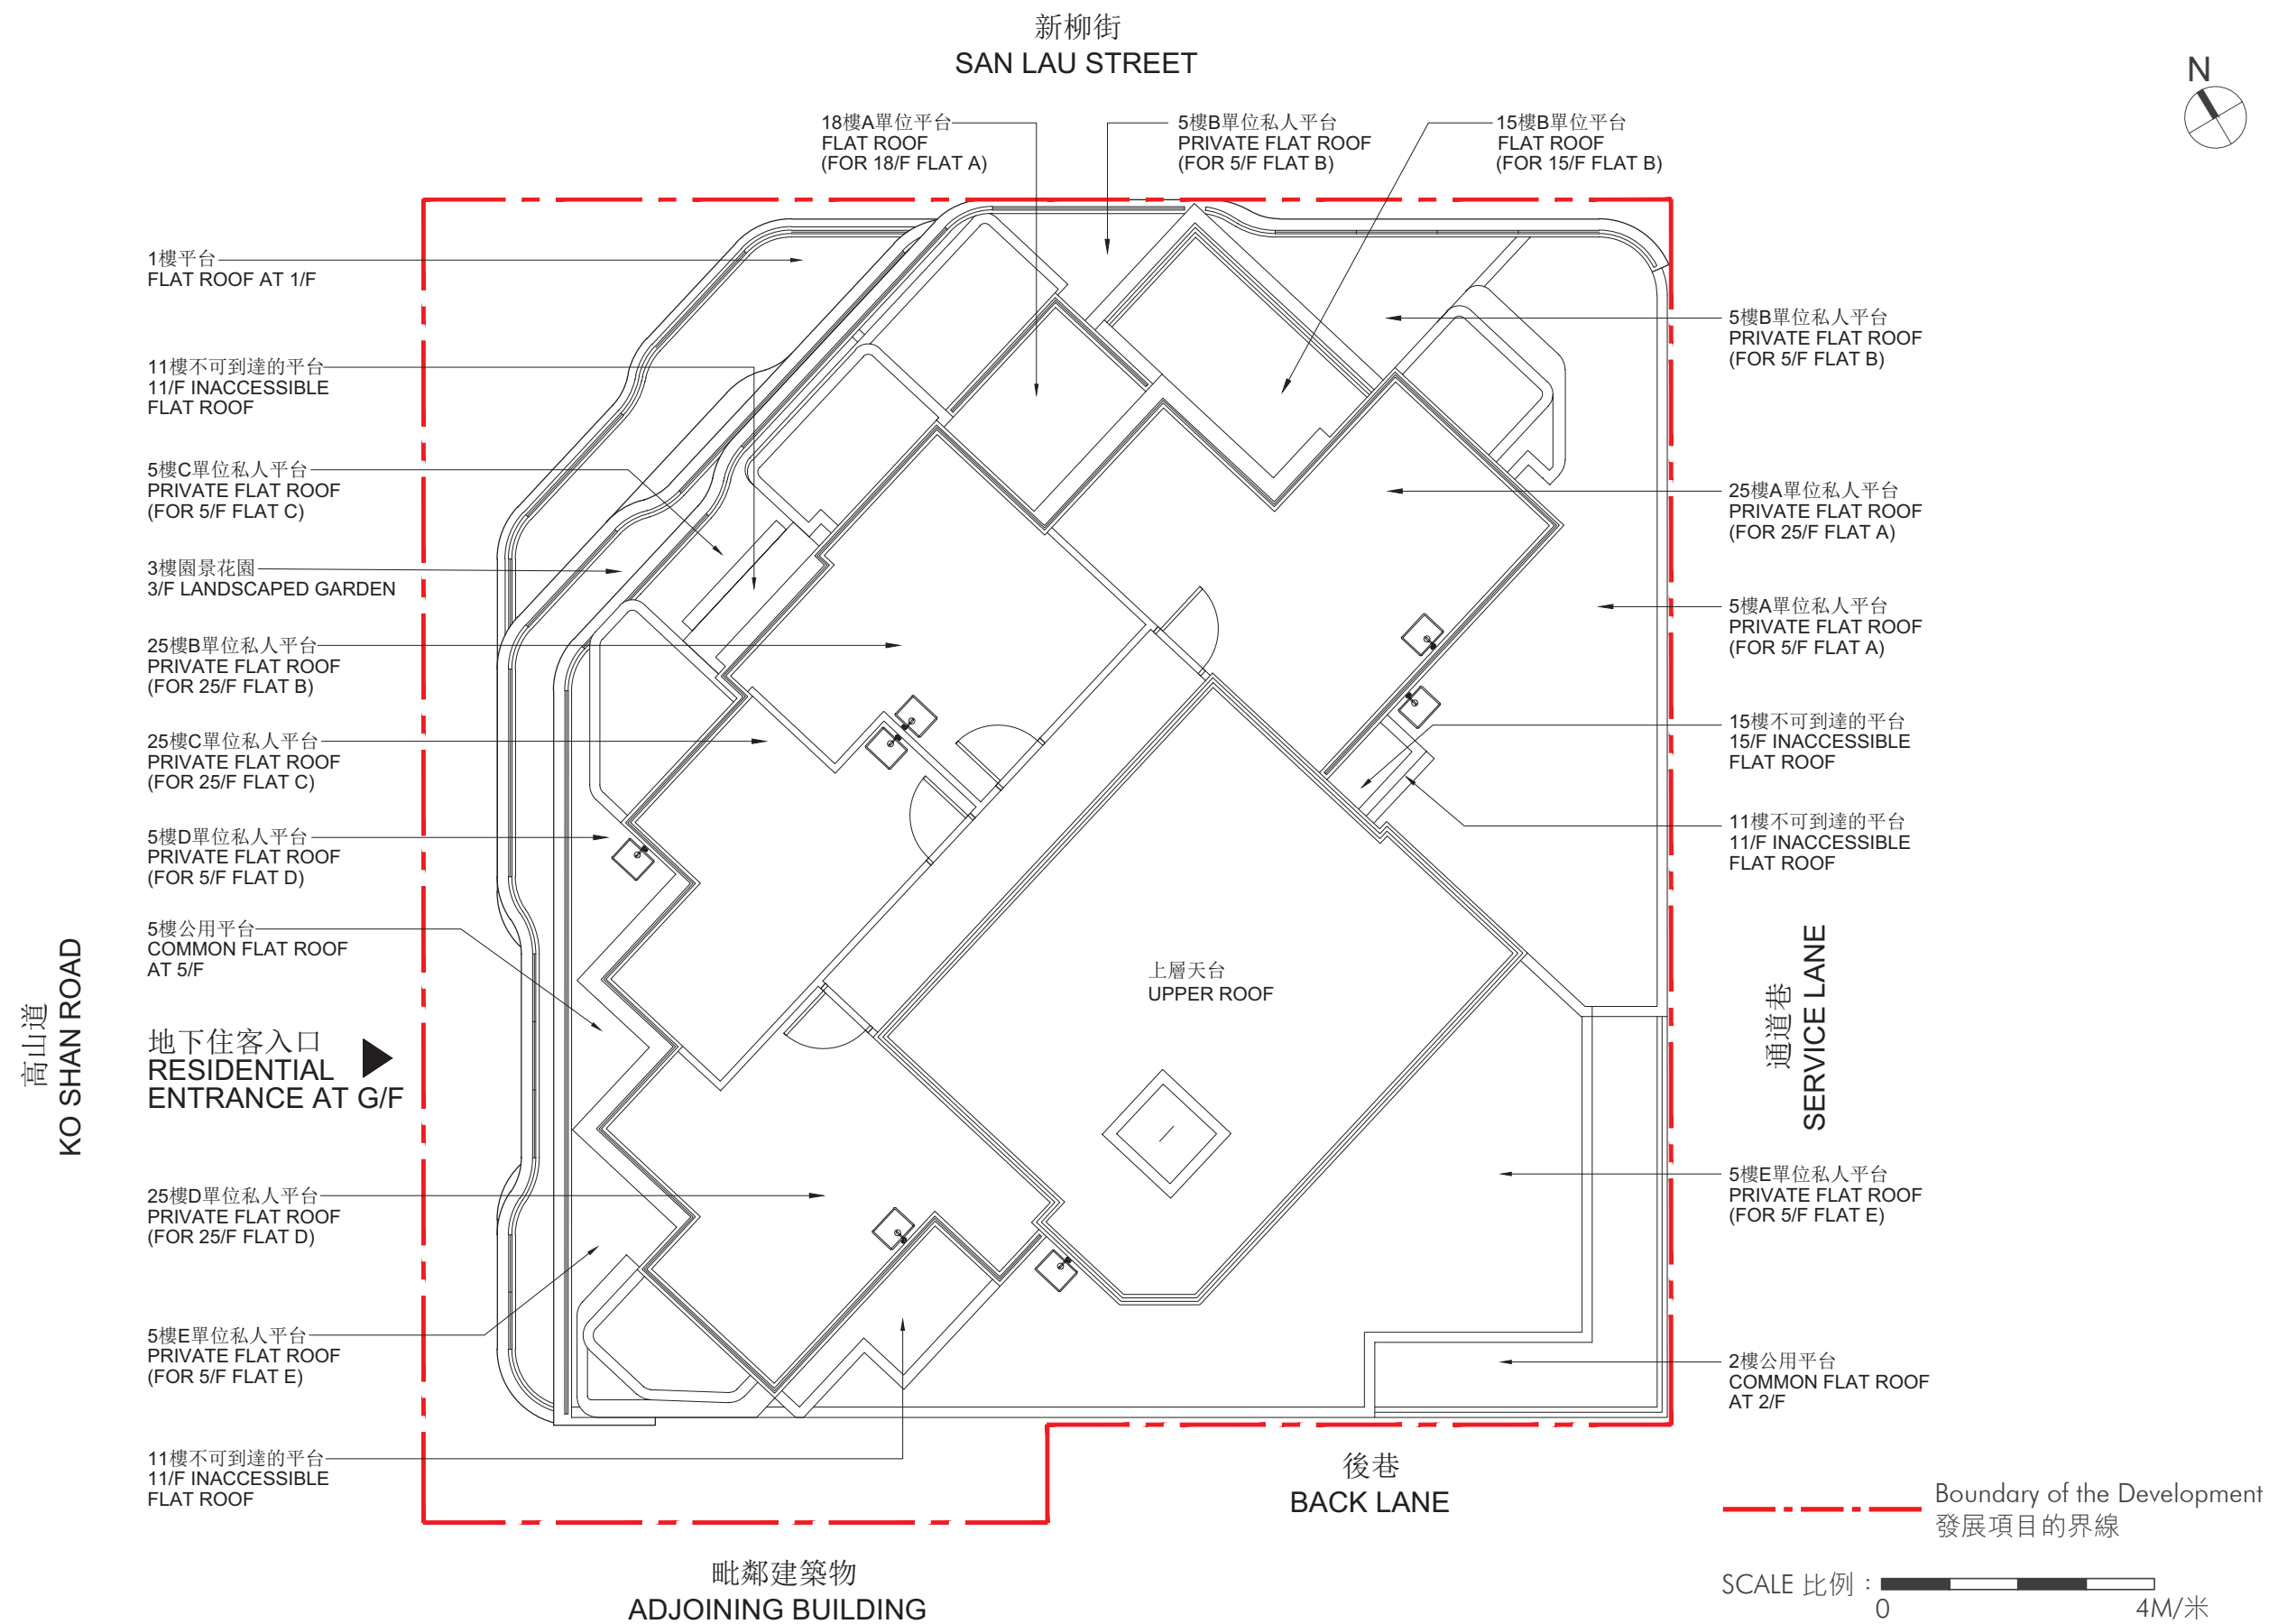 新柳街
SAN LAU STREET
N
18樓A單位平台
FLAT ROOF
(FOR 18/F FLAT A)
5樓B單位私人平台
PRIVATE FLAT ROOF
(FOR 5/F FLAT B)
15樓B單位平台
FLAT ROOF
(FOR 15/F FLAT B)
1樓平台
FLAT ROOF AT 1/F
11樓不可到達的平台
11/F INACCESSIBLE
FLAT ROOF
5樓C單位私人平台
PRIVATE FLAT ROOF
(FOR 5/F FLAT C)
3樓園景花園
3/F LANDSCAPED GARDEN
25樓B單位私人平台
PRIVATE FLAT ROOF
(FOR 25/F FLAT B)
25樓C單位私人平台
PRIVATE FLAT ROOF
(FOR 25/F FLAT C)
5樓D單位私人平台
PRIVATE FLAT ROOF
(FOR 5/F FLAT D)
5樓公用平台
COMMON FLAT ROOF
AT 5/F
高山道
KO SHAN ROAD
地下住客入口
RESIDENTIAL
ENTRANCE AT G/F
25樓D單位私人平台
PRIVATE FLAT ROOF
(FOR 25/F FLAT D)
5樓E單位私人平台
PRIVATE FLAT ROOF
(FOR 5/F FLAT E)
11樓不可到達的平台
11/F INACCESSIBLE
FLAT ROOF
上層天台
UPPER ROOF
5樓B單位私人平台
PRIVATE FLAT ROOF
(FOR 5/F FLAT B)
25樓A單位私人平台
PRIVATE FLAT ROOF
(FOR 25/F FLAT A)
5樓A單位私人平台
PRIVATE FLAT ROOF
(FOR 5/F FLAT A)
15樓不可到達的平台
15/F INACCESSIBLE
FLAT ROOF
11樓不可到達的平台
11/F INACCESSIBLE
FLAT ROOF
通道巷
SERVICE LANE
5樓E單位私人平台
PRIVATE FLAT ROOF
(FOR 5/F FLAT E)
2樓公用平台
COMMON FLAT ROOF
AT 2/F
後巷
BACK LANE
毗鄰建築物
ADJOINING BUILDING
Boundary of the Development
發展項目的界線
SCALE 比例：
0 4M/米